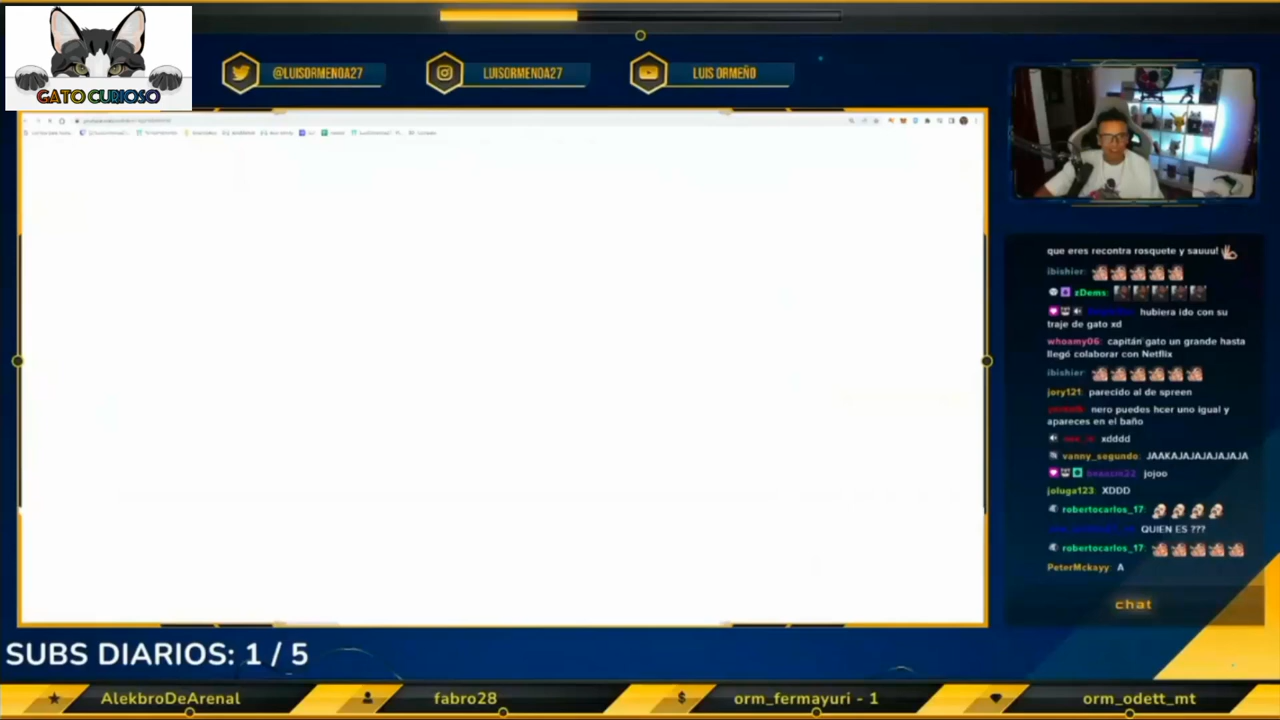 GATO CURIOSO
@LUISORMENOA27
LUISORMENOA27
LUIS ORMEÑO
que eres recontra rosquete y sauuu!
ibishier:
zDems:
hubiera ido con su
traje de gato xd
whoamy06: capitán gato un grande hasta
llegó colaborar con Netflix
ibishier:
jory121: parecido al de spreen
nero puedes hcer uno igual y
apareces en el baño
xdddd
vanny_segundo: JAAKAJAJAJAJAJAJA
jojoo
joluga123: XDDD
robertocarlos_17:
QUIEN ES ???
robertocarlos_17:
PeterMckayy: A
chat
SUBS DIARIOS: 1 / 5
AlekbroDeArenal
fabro28
orm_fermayuri - 1
orm_odett_mt